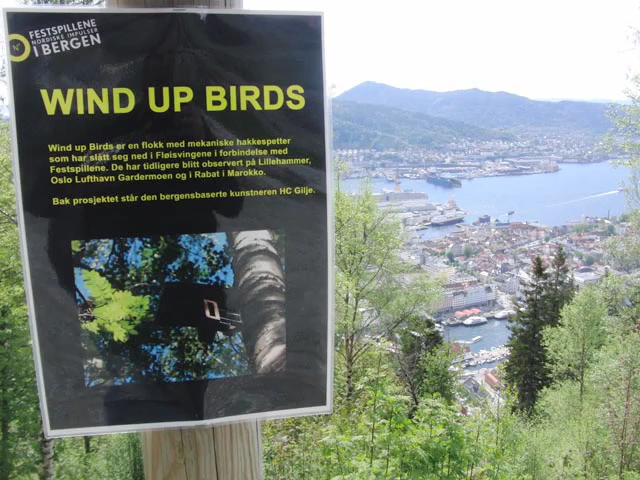 FESTSPILLENE
NORDISKE IMPULSER
I BERGEN
WIND UP BIRDS
Wind up Birds er en flokk med mekaniske hakkespetter
som har slått seg ned i Fløisvingene i forbindelse med
Festspillene. De har tidligere blitt observert på Lillehammer,
Oslo Lufthavn Gardermoen og i Rabat i Marokko.
Bak prosjektet står den bergensbaserte kunstneren HC Gilje.